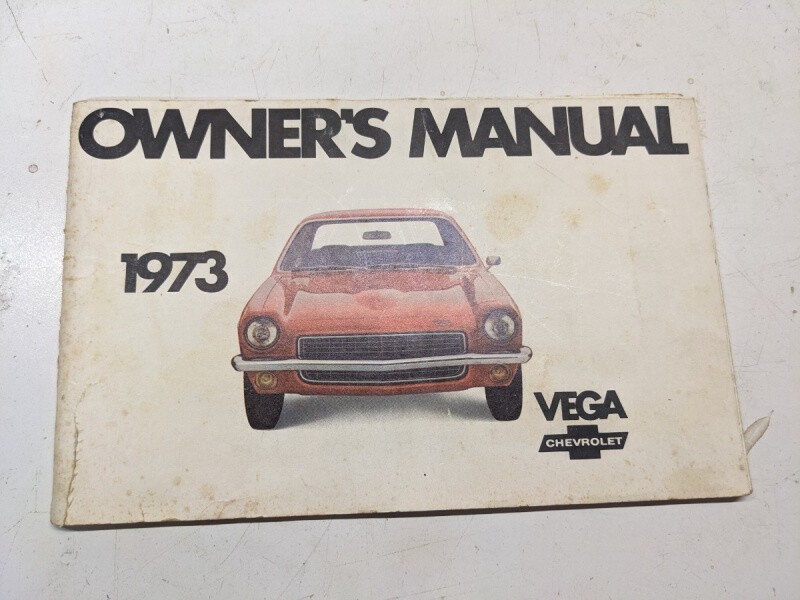 OWNER'S MANUAL
1973
VEGA
CHEVROLET